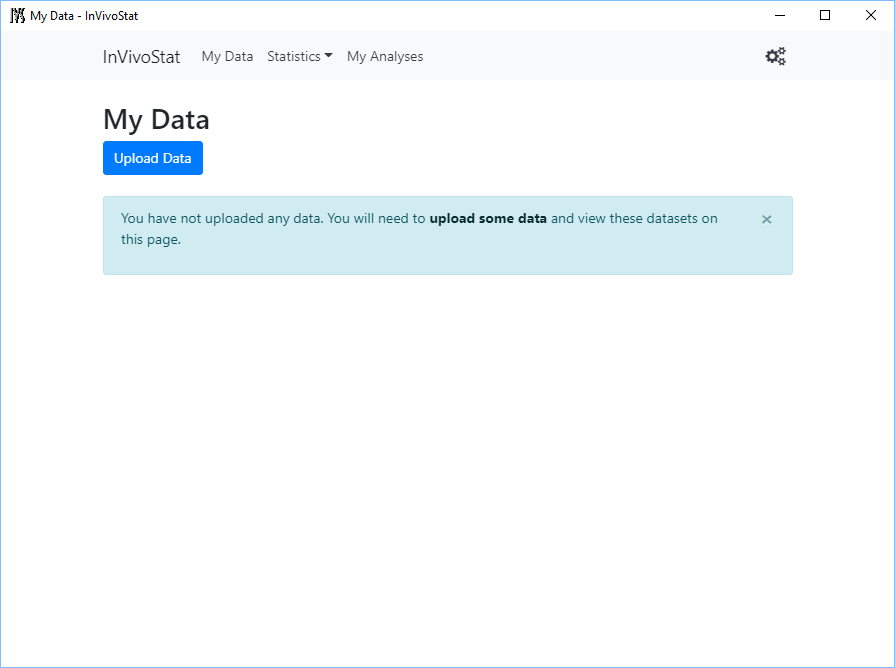 My Data - InVivoStat
InVivoStat My Data Statistics My Analyses
My Data
Upload Data
You have not uploaded any data. You will need to upload some data and view these datasets on
this page.